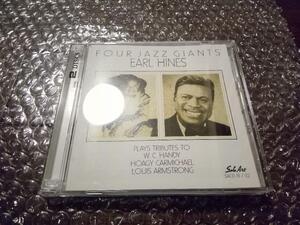 FOUR JAZZ GIANTS
EARL HINES
PLAYS TRIBUTES TO
W. C. HANDY
HOAGY CARMICHAEL
LOUIS ARMSTRONG
Solo Art